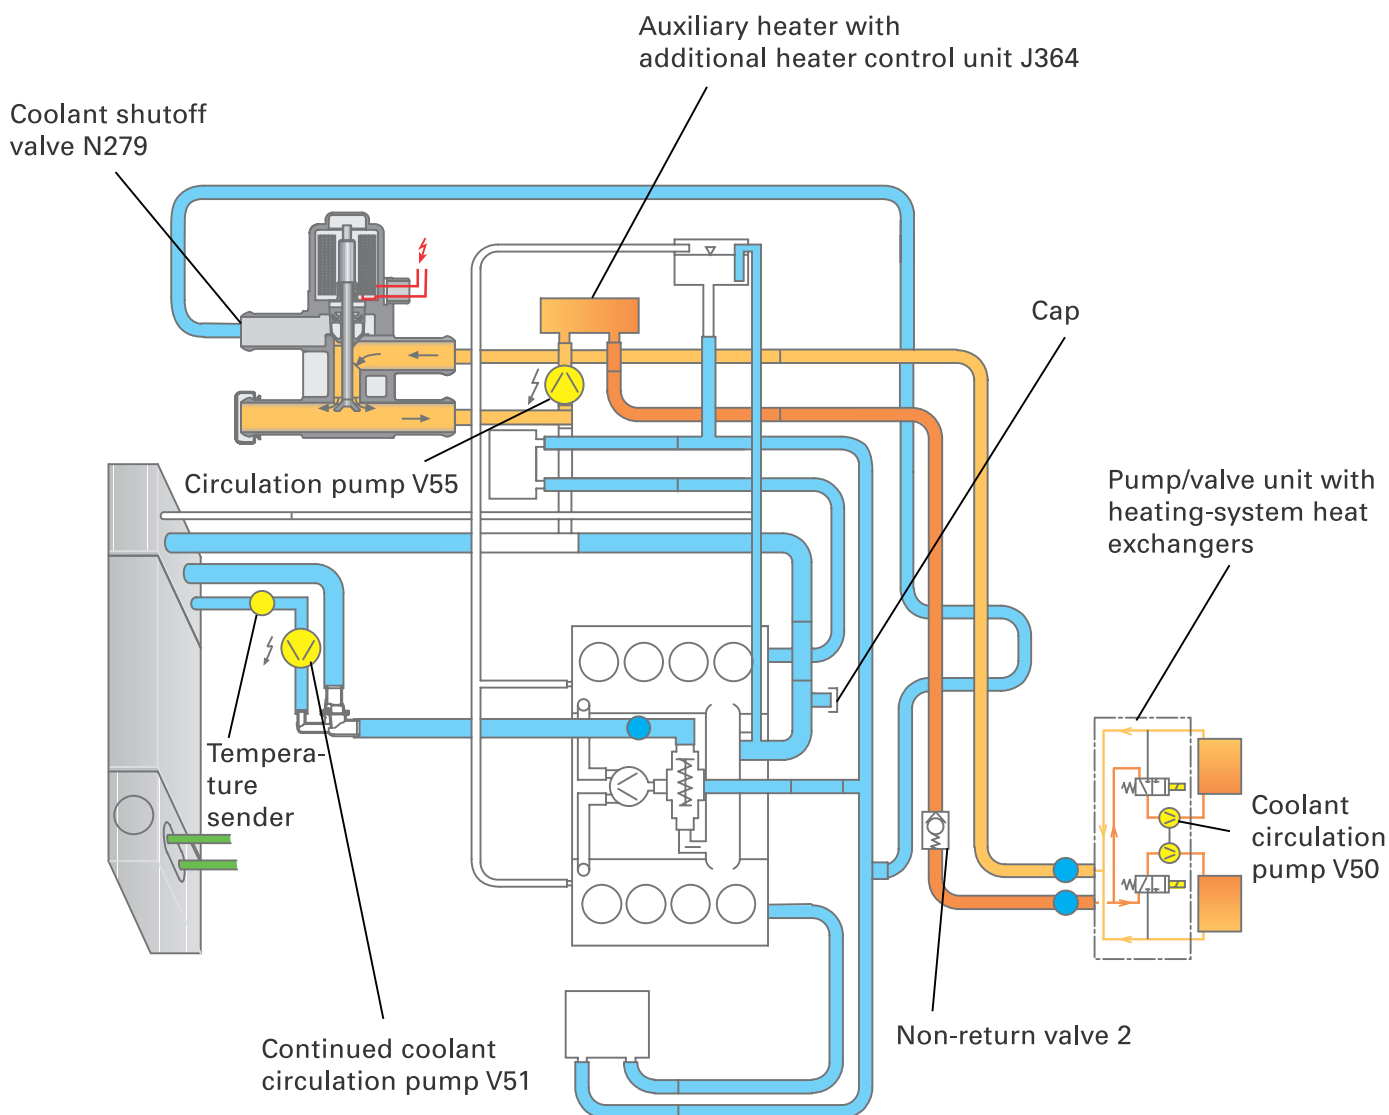 Auxiliary heater with
additional heater control unit J364
Coolant shutoff
valve N279
Cap
Circulation pump V55
Pump/valve unit with
heating-system heat
exchangers
Tempera-
ture
sender
Coolant
circulation
pump V50
Non-return valve 2
Continued coolant
circulation pump V51